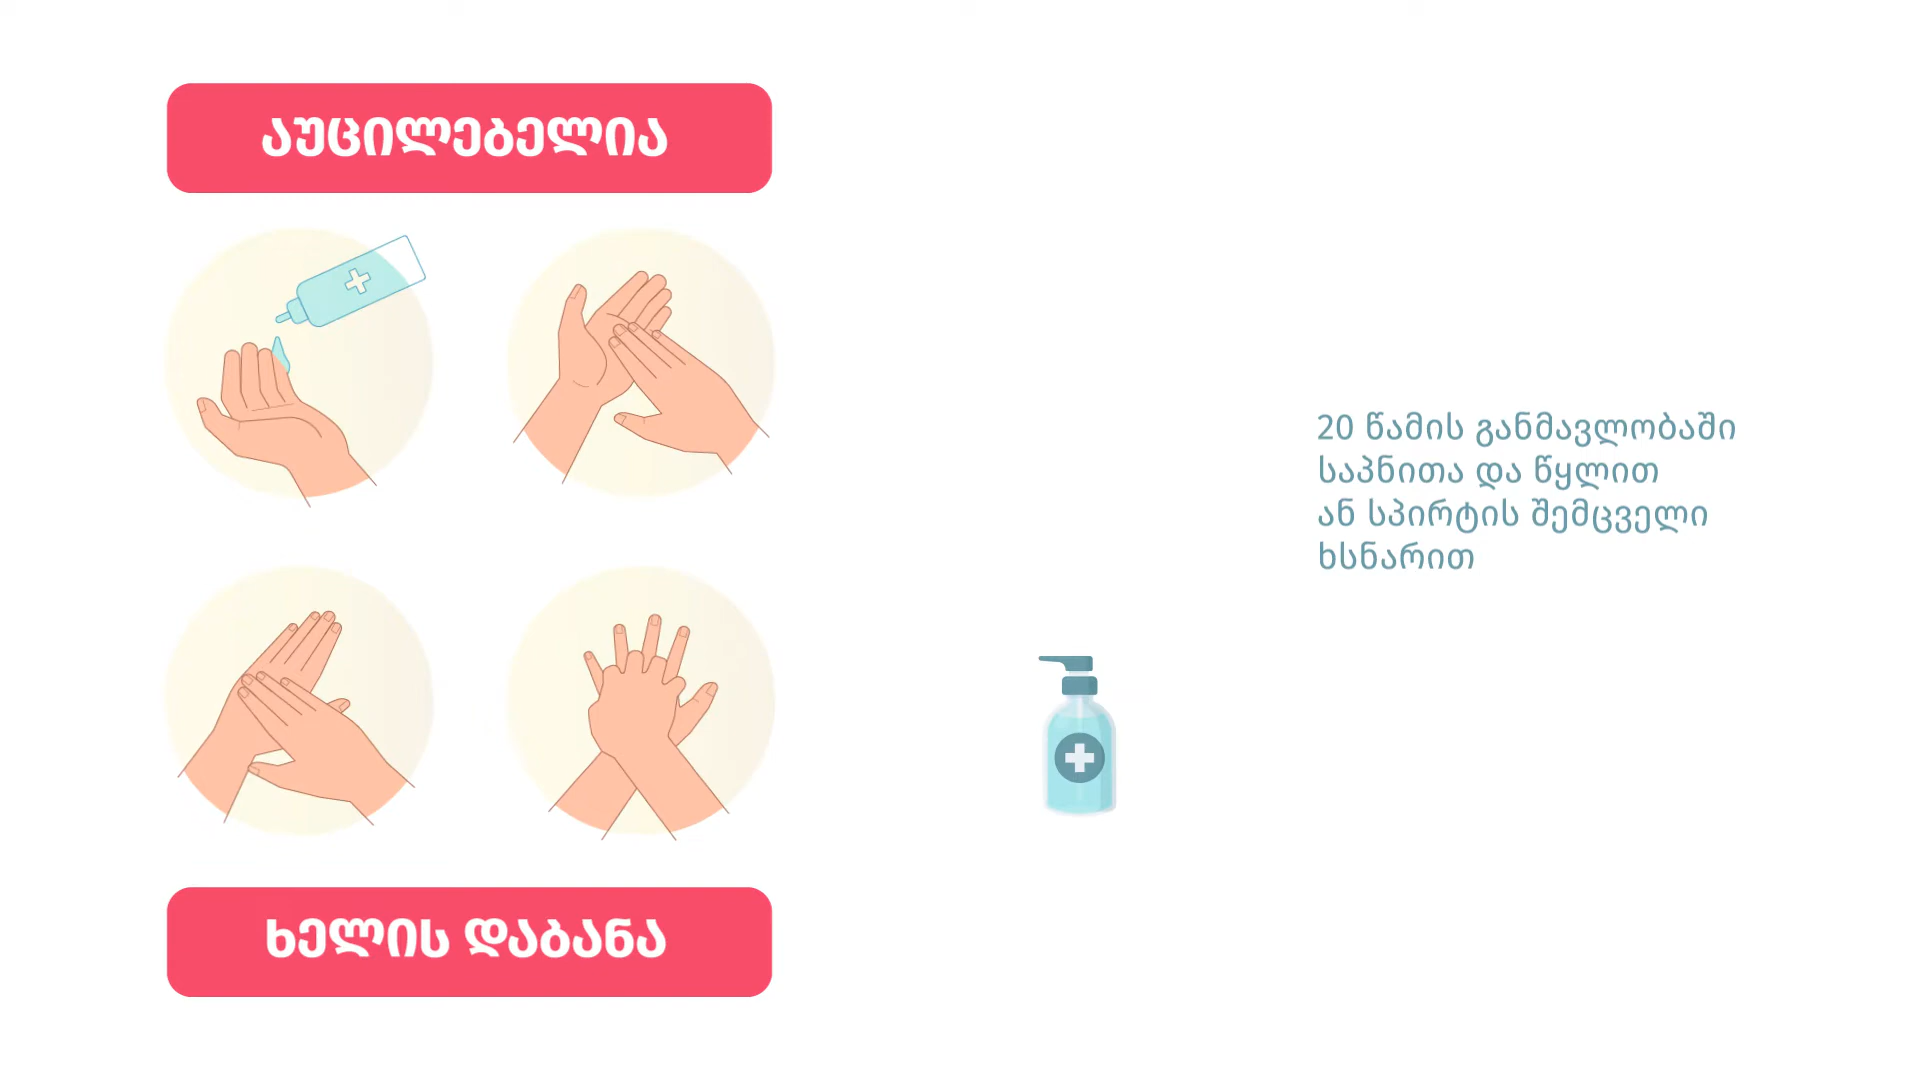 აუცილებელია
ხელის დაბანა
20 წამის განმავლობაში
საპნითა და წყლით
ან სპირტის შემცველი
ხსნარით